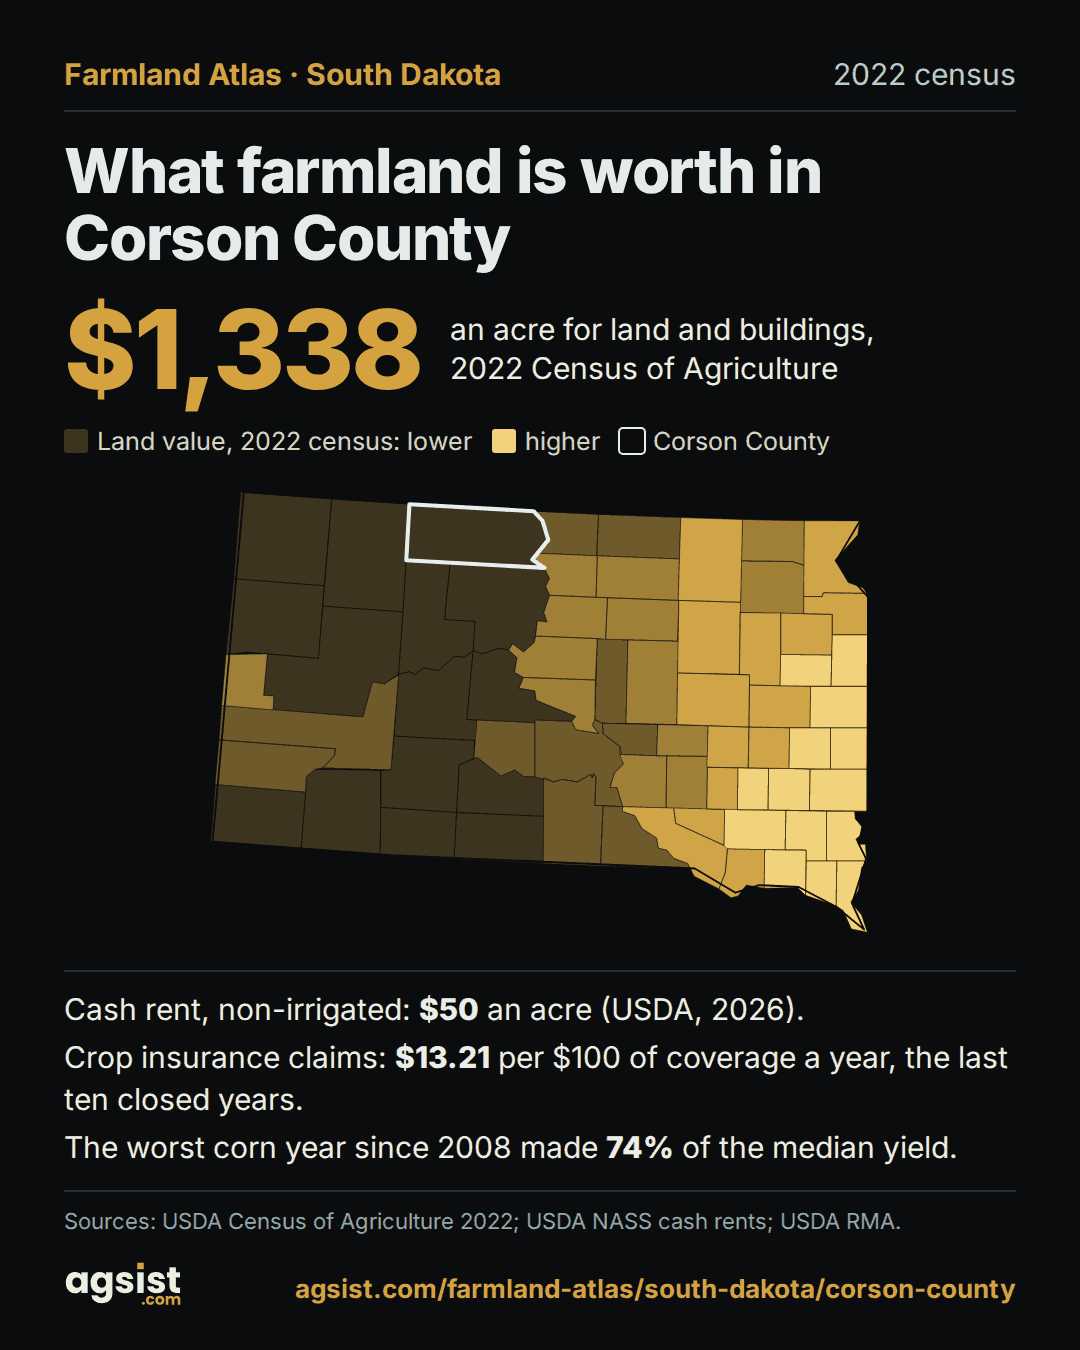 Farmland Atlas · South Dakota
2022 census
What farmland is worth in
Corson County
$1,338
an acre for land and buildings,
2022 Census of Agriculture
Land value, 2022 census: lower
higher
Corson County
Cash rent, non-irrigated: $50 an acre (USDA, 2026).
Crop insurance claims: $13.21 per $100 of coverage a year, the last
ten closed years.
The worst corn year since 2008 made 74% of the median yield.
Sources: USDA Census of Agriculture 2022; USDA NASS cash rents; USDA RMA.
agsist
.com
agsist.com/farmland-atlas/south-dakota/corson-county